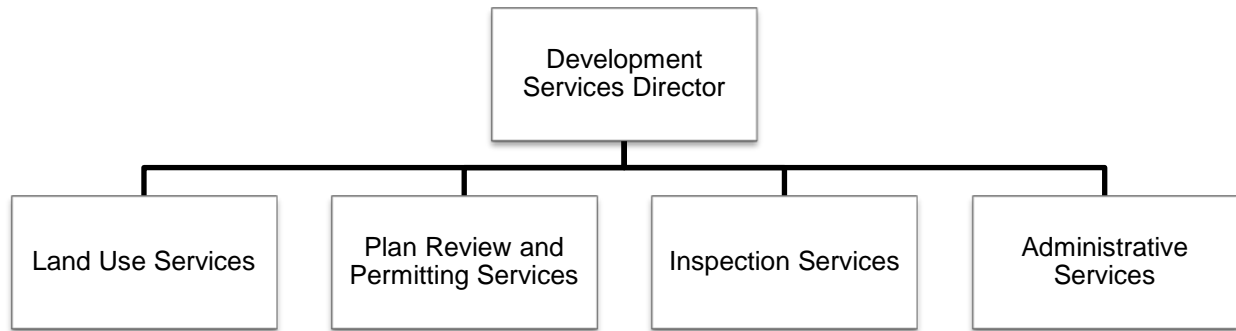 Development
Services Director
Land Use Services
Plan Review and
Permitting Services
Inspection Services
Administrative
Services